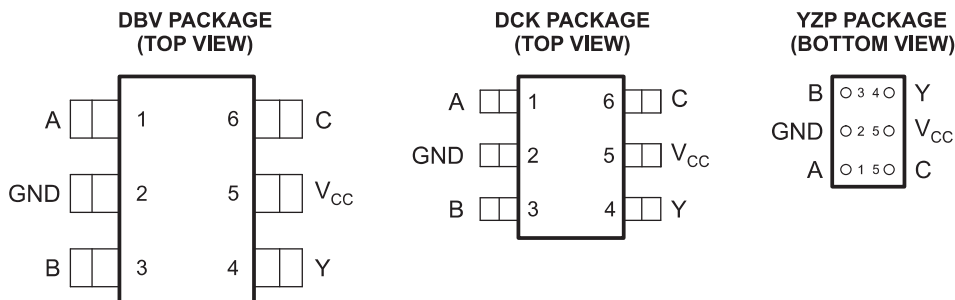 DBV PACKAGE
(TOP VIEW)
A 1 6 C
GND 2 5 VCC
B 3 4 Y
DCK PACKAGE
(TOP VIEW)
A 1 6 C
GND 2 5 VCC
B 3 4 Y
YZP PACKAGE
(BOTTOM VIEW)
B 3 4 Y
GND 2 5 VCC
A 1 5 C